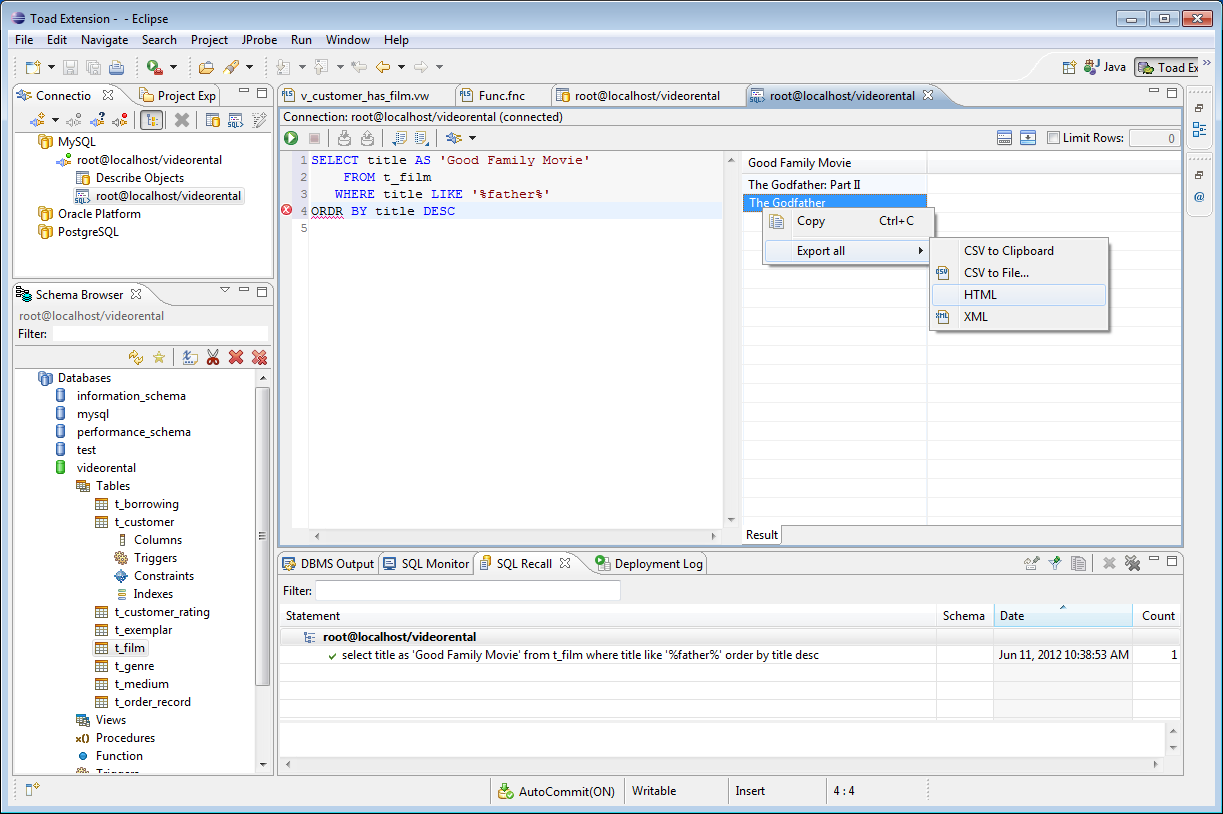 Toad Extension -  - Eclipse
File Edit Navigate Search Project JProbe Run Window Help
Java Toad Ex
Connectio Project Exp
MySQL
root@localhost/videorental
Describe Objects
root@localhost/videorental
Oracle Platform
PostgreSQL
Schema Browser
root@localhost/videorental
Filter:
Databases
information_schema
mysql
performance_schema
test
videorental
Tables
t_borrowing
t_customer
Columns
Triggers
Constraints
Indexes
t_customer_rating
t_exemplar
t_film
t_genre
t_medium
t_order_record
Views
Procedures
Function
Triggers
v_customer_has_film.vw Func.fnc root@localhost/videorental root@localhost/videorental
Connection: root@localhost/videorental (connected)
Limit Rows: 0
1 SELECT title AS 'Good Family Movie'
2 FROM t_film
3 WHERE title LIKE '%father%'
4 ORDR BY title DESC
5
Good Family Movie
The Godfather: Part II
The Godfather
Copy Ctrl+C
Export all
CSV to Clipboard
CSV to File...
HTML
XML
Result
DBMS Output SQL Monitor SQL Recall Deployment Log
Filter:
Statement Schema Date Count
root@localhost/videorental
select title as 'Good Family Movie' from t_film where title like '%father%' order by title desc Jun 11, 2012 10:38:53 AM 1
AutoCommit(ON) Writable Insert 4 : 4